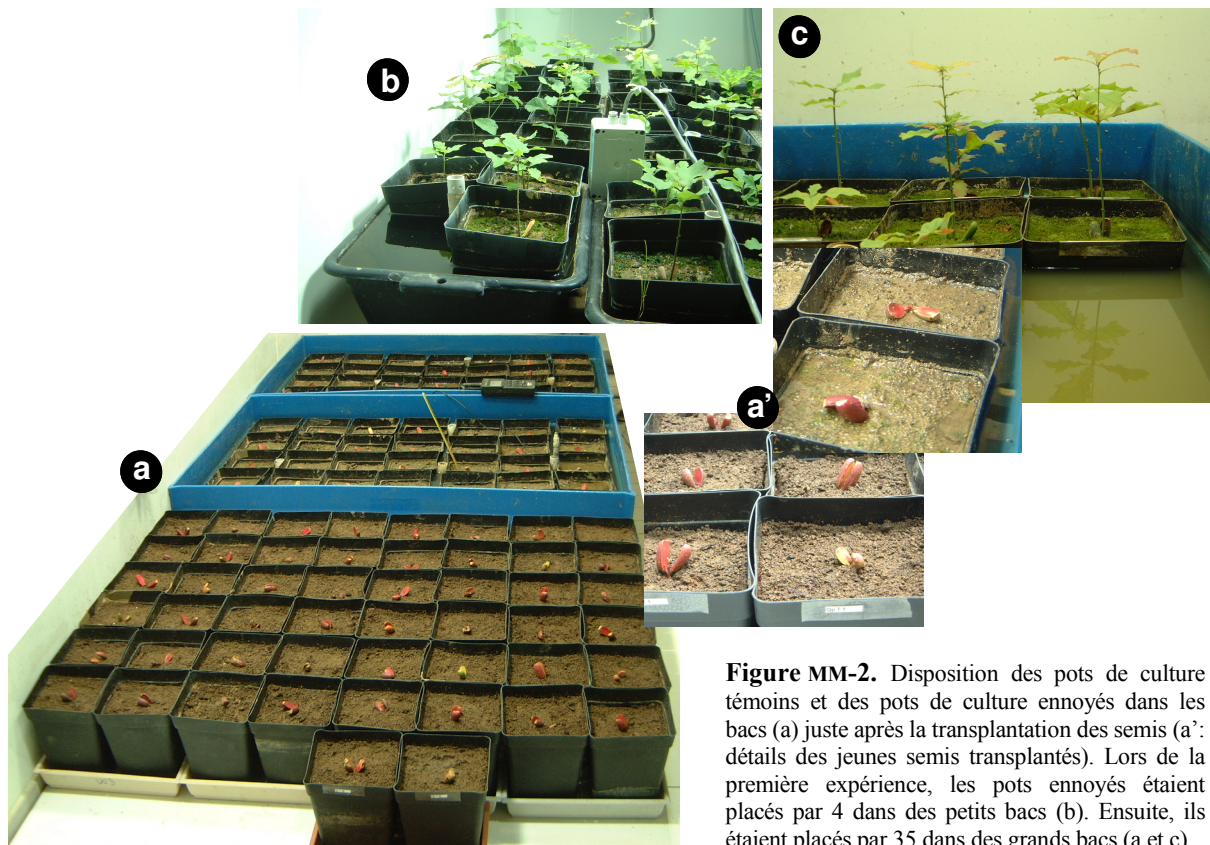 b
c
a'
a
Figure MM-2. Disposition des pots de culture
témoins et des pots de culture ennoyés dans les
bacs (a) juste après la transplantation des semis (a’:
détails des jeunes semis transplantés). Lors de la
première expérience, les pots ennoyés étaient
placés par 4 dans des petits bacs (b). Ensuite, ils
étaient placés par 35 dans des grands bacs (a et c)